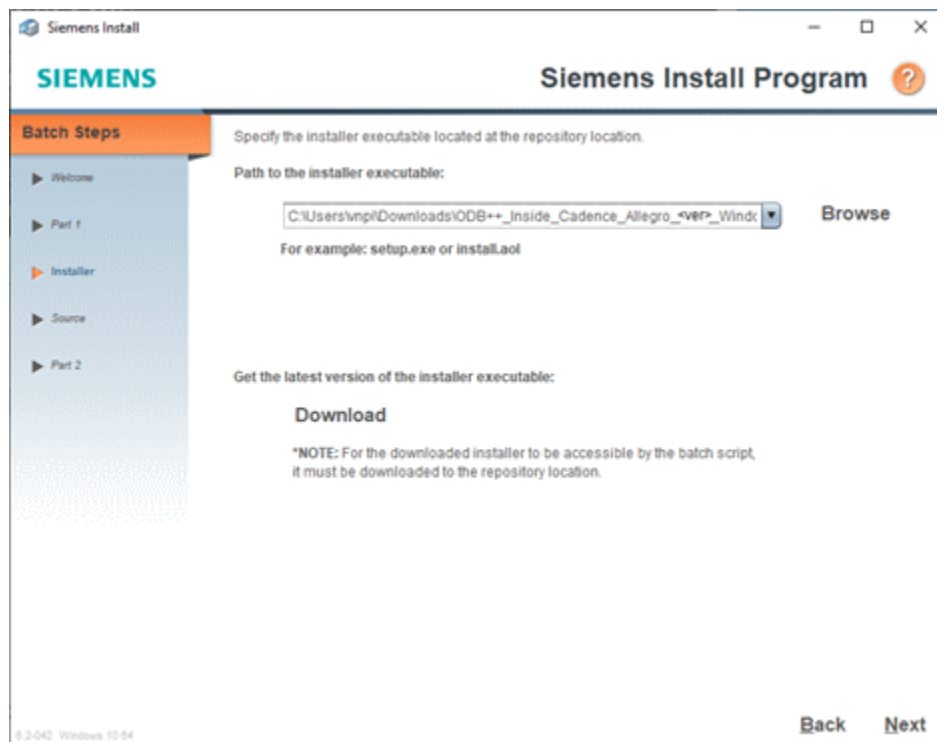 Siemens Install
SIEMENS
Siemens Install Program
?
Batch Steps
Welcome
Part 1
Installer
Source
Part 2
Specify the installer executable located at the repository location.
Path to the installer executable:
C:\Users\vnpl\Downloads\ODB++_Inside_Cadence_Allegro_<ver>_Windc
Browse
For example: setup.exe or install.aol
Get the latest version of the installer executable:
Download
*NOTE: For the downloaded installer to be accessible by the batch script,
it must be downloaded to the repository location.
Back
Next
6.2-042 Windows 10 64